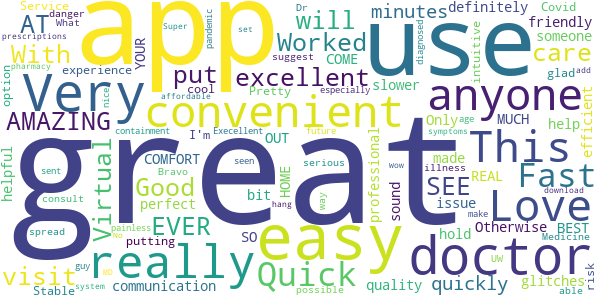 Service danger What
AT
prescriptions
With
option
Very
AMAZING
pharmacy
nice
experience
YOUR
app
Super
pandemic
cool
put
set
Worked
will
Dr
minutes
COME
suggest
excellent
convenient
Pretty
affordable
use
definitely
Covid
friendly
someone
diagnosed
intuitive
care
slower
glad
add
especially
anyone
great
containment
I'm
OUT
Execellent
future
Only
age
MUCH
help
efficient
This
Fast
helpful
sent
COMFORT
Bravo
seen
HOME
serious
wow
professional
made
symptoms
SEE
REAL
illness
download
Love
Virtual
Good
perfect
consult
painless
No
EVER
SO
bit
way
sound
issue
make
Otherwise
BEST
Medicine
spread
visit
Stable
really
putting
guy
system
communication
MD
easy
Quick
hang
possible
quality
hold
doctor
quickly
UW
glitches
able
risk